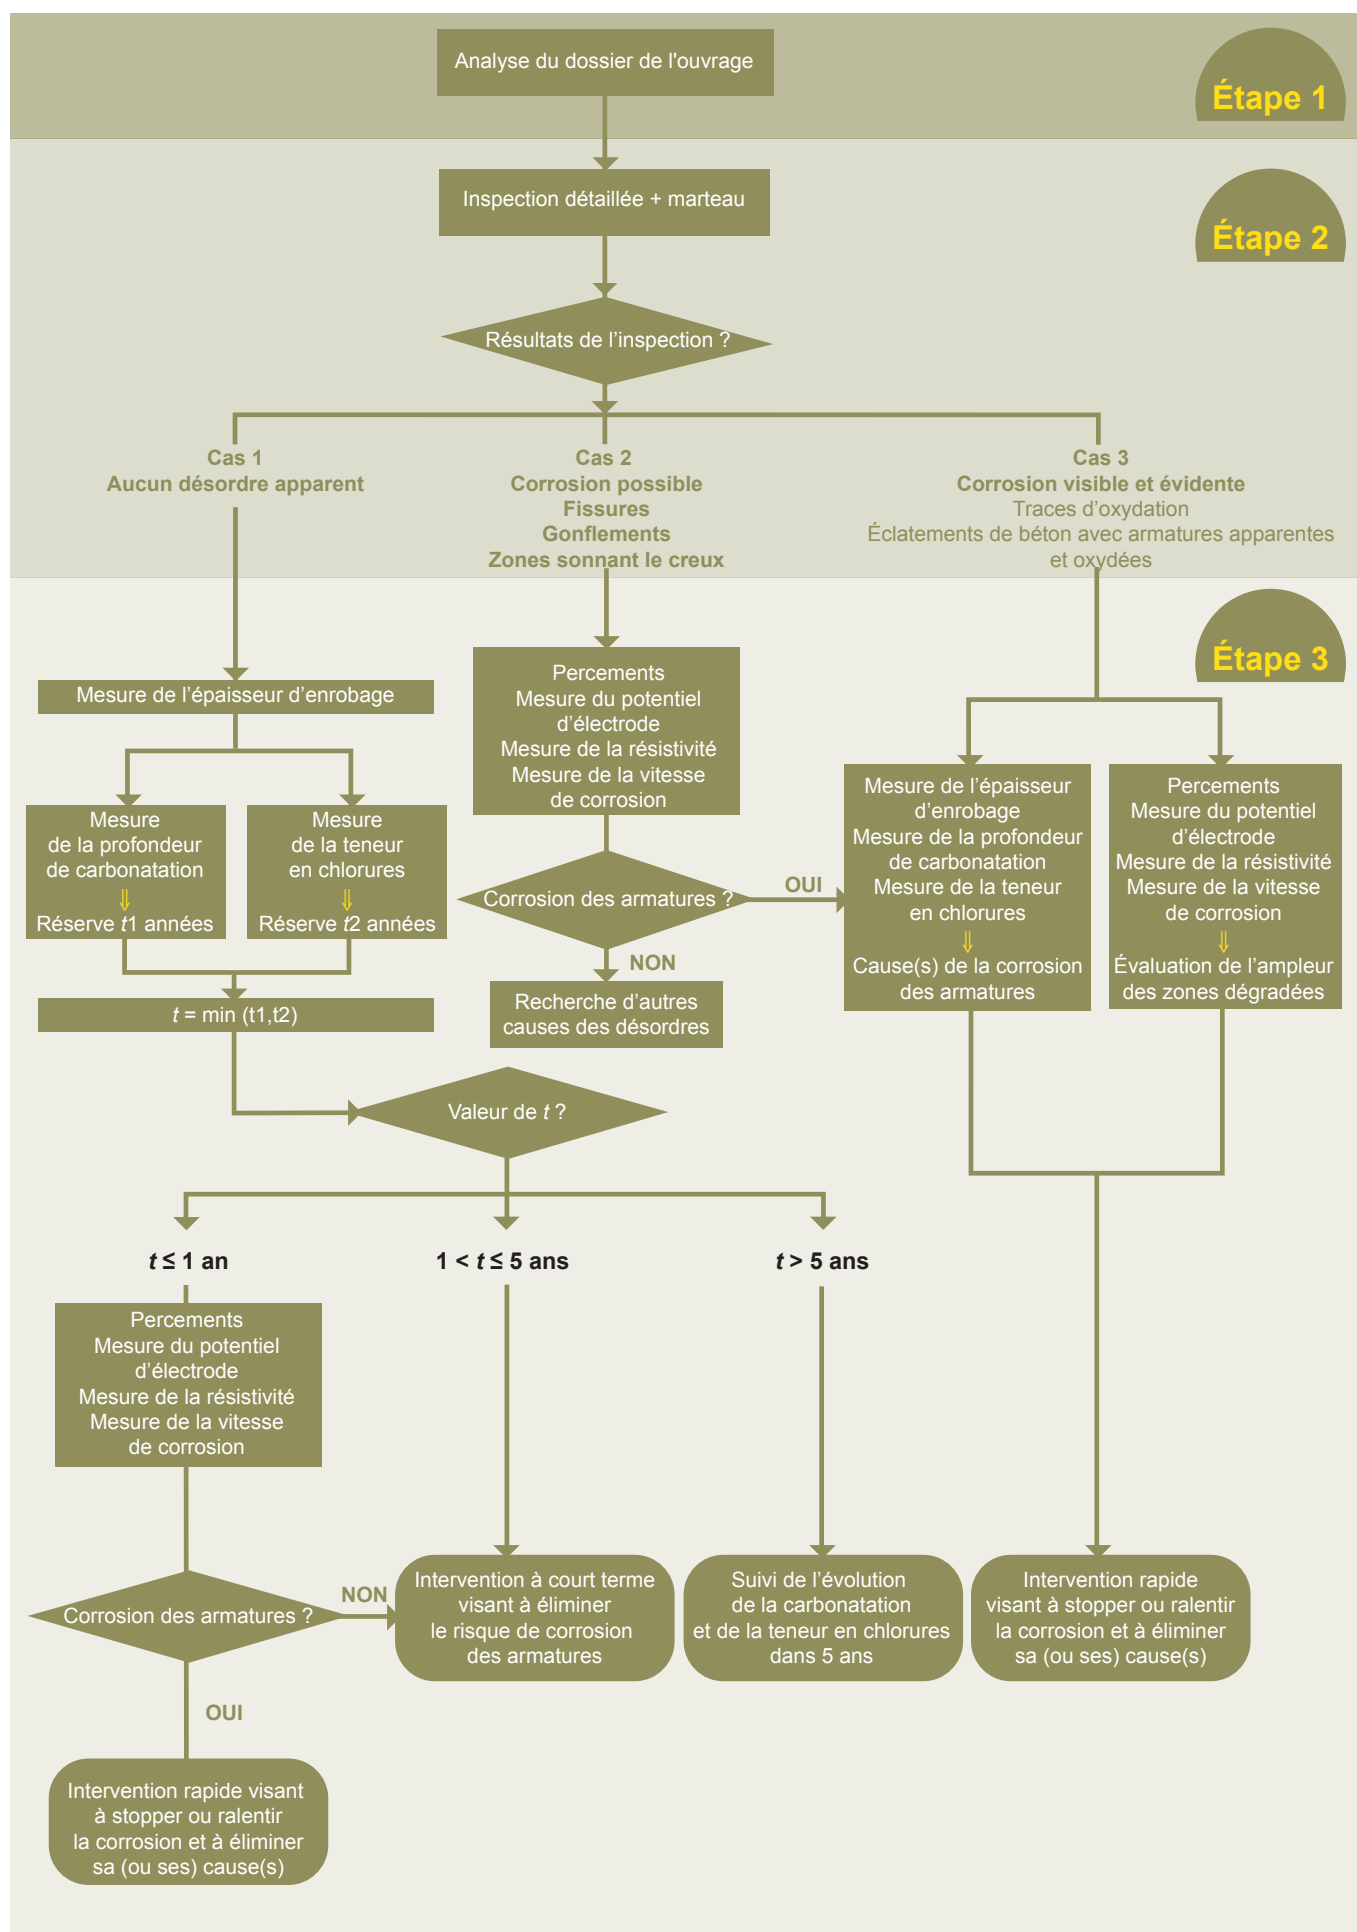 Analyse du dossier de l'ouvrage
Étape 1
Inspection détaillée + marteau
Étape 2
Résultats de l'inspection ?
Cas 1
Aucun désordre apparent
Cas 2
Corrosion possible
Fissures
Gonflements
Zones sonnant le creux
Cas 3
Corrosion visible et évidente
Traces d'oxydation
Éclatements de béton avec armatures apparentes
et oxydées
Étape 3
Mesure de l'épaisseur d'enrobage
Mesure
de la profondeur
de carbonatation
⇓
Réserve t1 années
Mesure
de la teneur
en chlorures
⇓
Réserve t2 années
t = min (t1,t2)
Percements
Mesure du potentiel
d'électrode
Mesure de la résistivité
Mesure de la vitesse
de corrosion
Corrosion des armatures ?
OUI
NON
Recherche d'autres
causes des désordres
Mesure de l'épaisseur
d'enrobage
Mesure de la profondeur
de carbonatation
Mesure de la teneur
en chlorures
⇓
Cause(s) de la corrosion
des armatures
Percements
Mesure du potentiel
d'électrode
Mesure de la résistivité
Mesure de la vitesse
de corrosion
⇓
Évaluation de l'ampleur
des zones dégradées
Valeur de t ?
t ≤ 1 an
1 < t ≤ 5 ans
t > 5 ans
Percements
Mesure du potentiel
d'électrode
Mesure de la résistivité
Mesure de la vitesse
de corrosion
Corrosion des armatures ?
NON
OUI
Intervention à court terme
visant à éliminer
le risque de corrosion
des armatures
Suivi de l'évolution
de la carbonatation
et de la teneur en chlorures
dans 5 ans
Intervention rapide
visant à stopper ou ralentir
la corrosion et à éliminer
sa (ou ses) cause(s)
Intervention rapide visant
à stopper ou ralentir
la corrosion et à éliminer
sa (ou ses) cause(s)